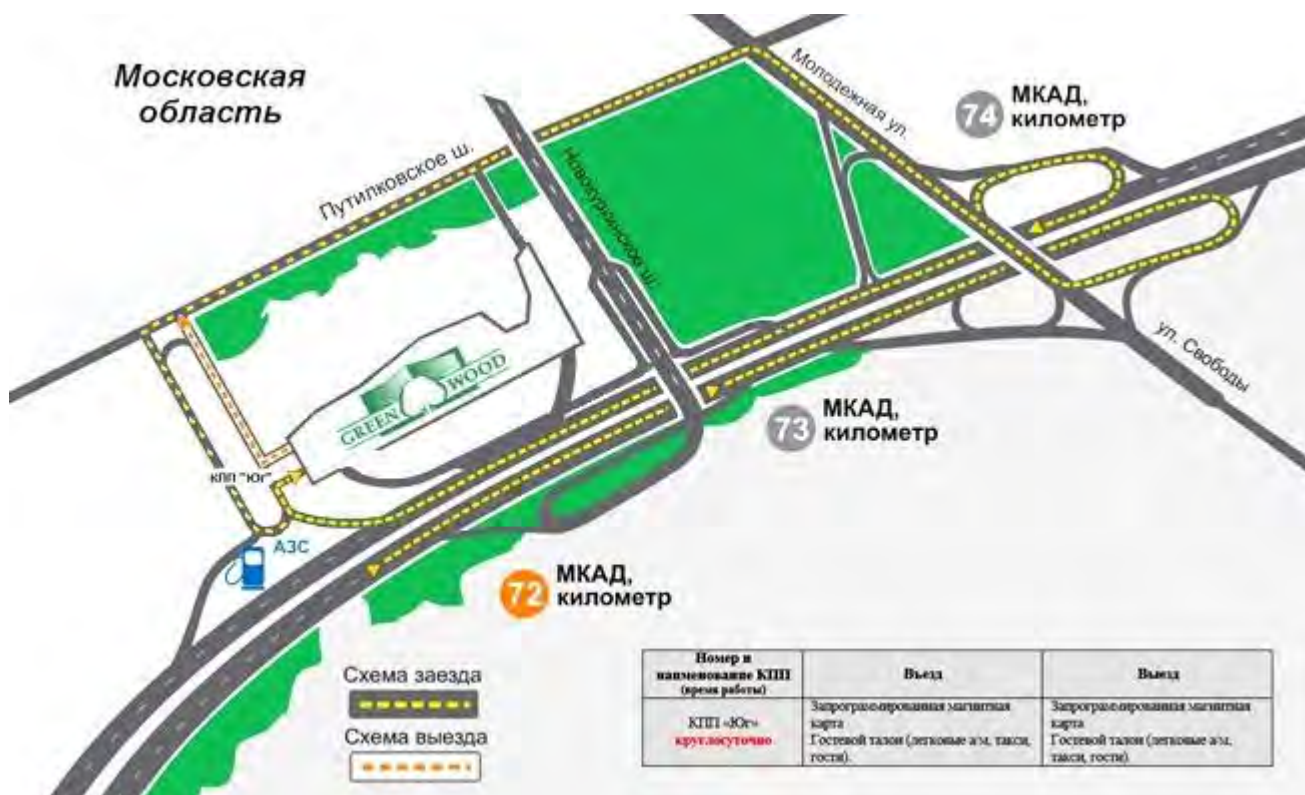 Московская
область
Молодежная ул.
74
МКАД,
километр
Путилковское ш.
Новокуркинское ш.
ул. Свободы
GREEN WOOD
73
МКАД,
километр
КПП "Юг"
АЗС
72
МКАД,
километр
Схема заезда
Схема выезда
Номер и
наименование КПП
(время работы)
Въезд
Выезд
КПП «Юг»
круглосуточно
Запрограммированная магнитная
карта
Гостевой талон (легковые а/м, такси,
гости).
Запрограммированная магнитная
карта
Гостевой талон (легковые а/м,
такси, гости)